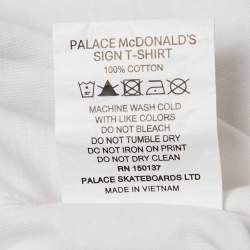 PALACE McDONALD'S
SIGN T-SHIRT
100% COTTON
MACHINE WASH COLD
WITH LIKE COLORS
DO NOT BLEACH
DO NOT TUMBLE DRY
DO NOT IRON ON PRINT
DO NOT DRY CLEAN
RN 150137
PALACE SKATEBOARDS LTD
MADE IN VIETNAM